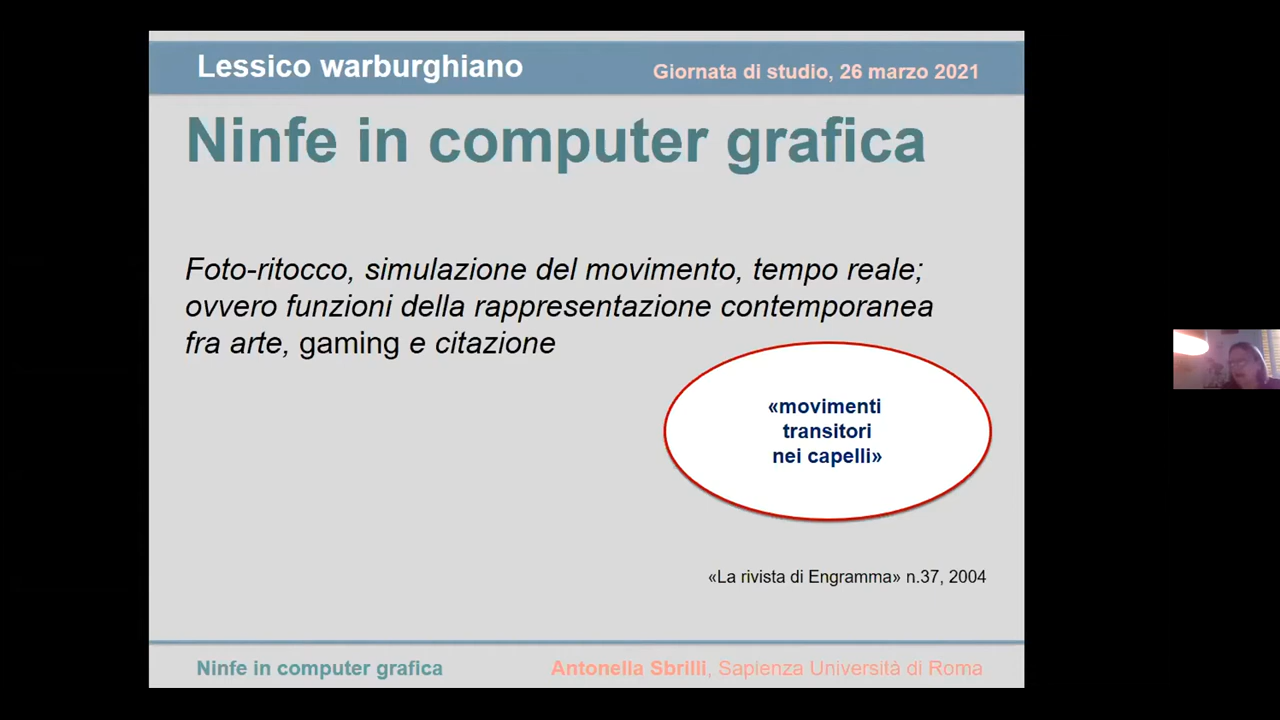 Lessico warburghiano
Giornata di studio, 26 marzo 2021
Ninfe in computer grafica
Foto-ritocco, simulazione del movimento, tempo reale;
ovvero funzioni della rappresentazione contemporanea
fra arte, gaming e citazione
«movimenti
transitori
nei capelli»
«La rivista di Engramma» n.37, 2004
Ninfe in computer grafica
Antonella Sbrilli, Sapienza Università di Roma